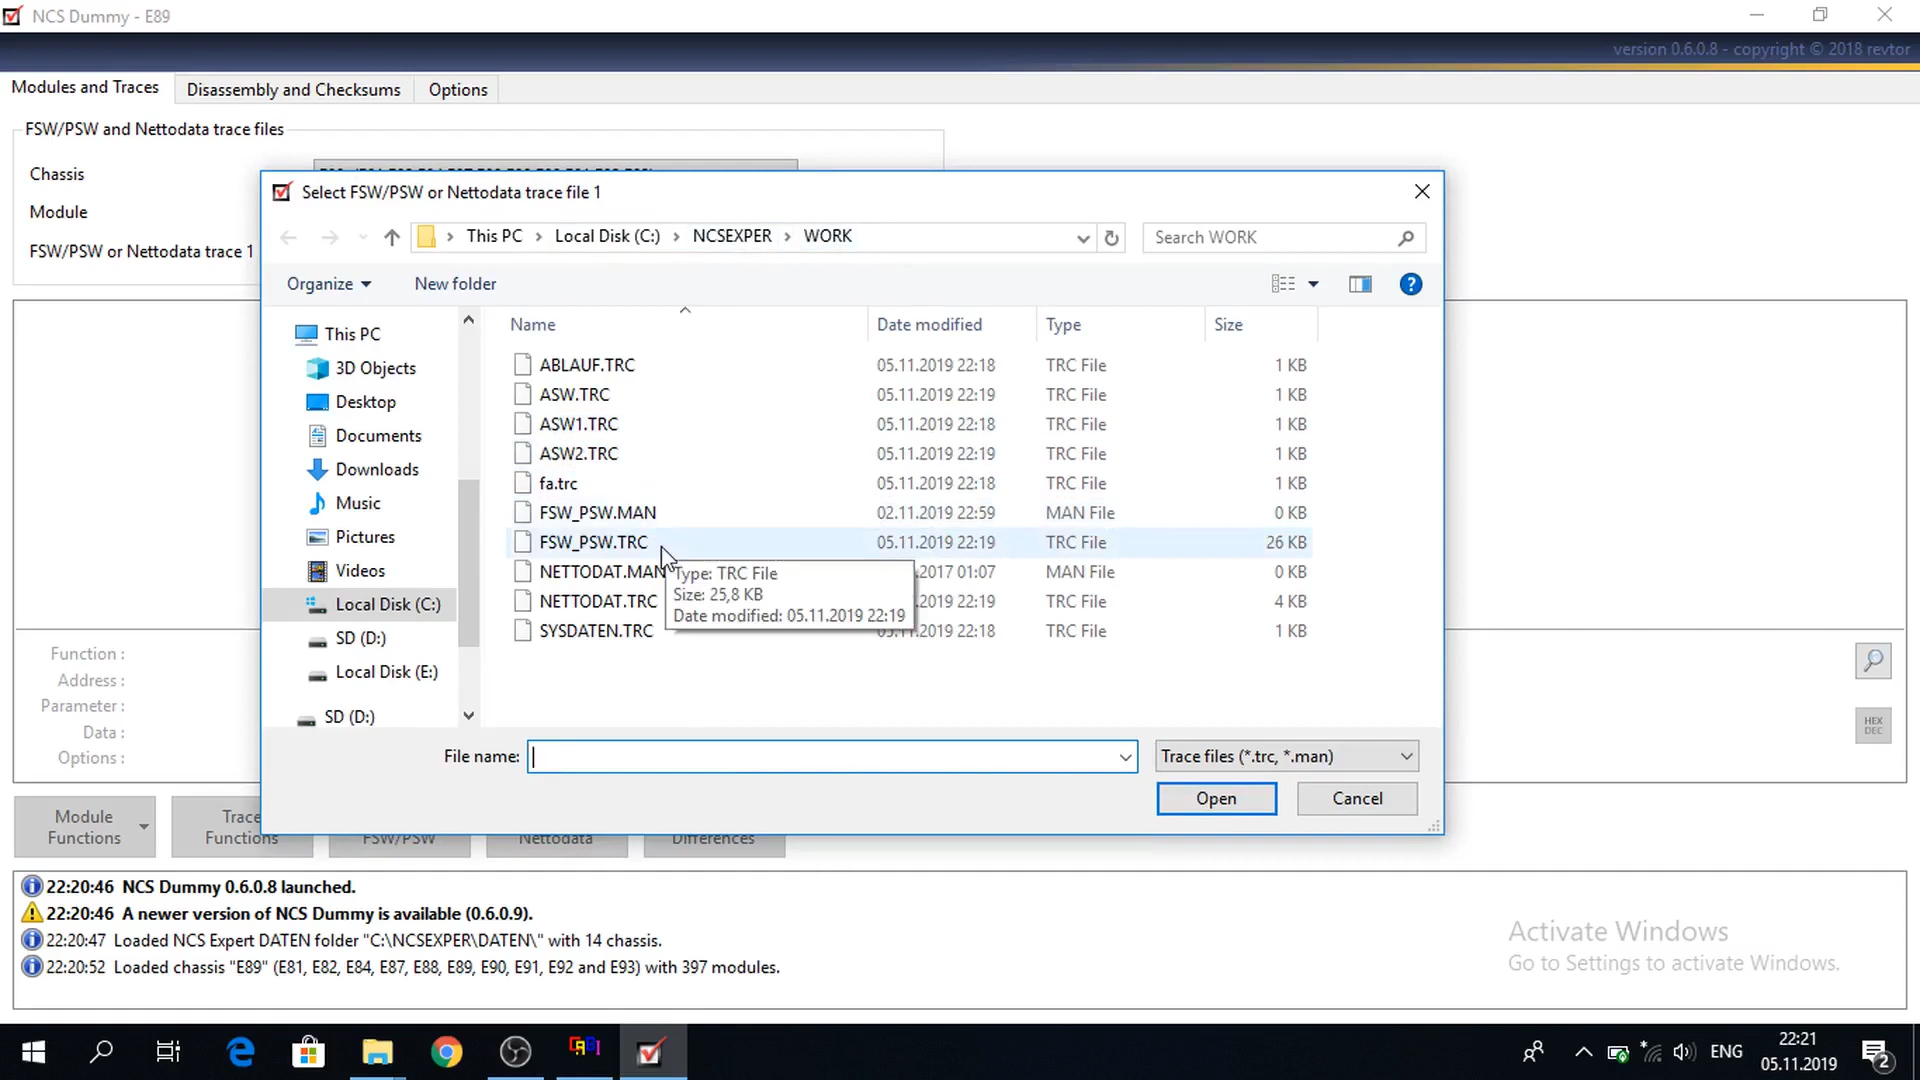 NCS Dummy - E89
version 0.6.0.8 - copyright © 2018 revtor
Modules and Traces
Disassembly and Checksums
Options
FSW/PSW and Nettodata trace files
Chassis
Module
FSW/PSW or Nettodata trace 1
Select FSW/PSW or Nettodata trace file 1
This PC
Local Disk (C:)
NCSEXPER
WORK
Search WORK
Organize
New folder
This PC
3D Objects
Desktop
Documents
Downloads
Music
Pictures
Videos
Local Disk (C:)
SD (D:)
Local Disk (E:)
SD (D:)
Name Date modified Type Size
ABLAUF.TRC 05.11.2019 22:18 TRC File 1 KB
ASW.TRC 05.11.2019 22:19 TRC File 1 KB
ASW1.TRC 05.11.2019 22:18 TRC File 1 KB
ASW2.TRC 05.11.2019 22:19 TRC File 1 KB
fa.trc 05.11.2019 22:18 TRC File 1 KB
FSW_PSW.MAN 02.11.2019 22:59 MAN File 0 KB
FSW_PSW.TRC 05.11.2019 22:19 TRC File 26 KB
NETTODAT.MAN .2017 01:07 MAN File 0 KB
NETTODAT.TRC .2019 22:19 TRC File 4 KB
SYSDATEN.TRC 05.11.2019 22:18 TRC File 1 KB
Type: TRC File
Size: 25,8 KB
Date modified: 05.11.2019 22:19
File name:
Trace files (*.trc, *.man)
Open
Cancel
Function :
Address :
Parameter :
Data :
Options :
HEX
DEC
Module
Functions
Trace
Functions
FSW/PSW
Nettodata
Differences
22:20:46 NCS Dummy 0.6.0.8 launched.
22:20:46 A newer version of NCS Dummy is available (0.6.0.9).
22:20:47 Loaded NCS Expert DATEN folder "C:\NCSEXPER\DATEN\" with 14 chassis.
22:20:52 Loaded chassis "E89" (E81, E82, E84, E87, E88, E89, E90, E91, E92 and E93) with 397 modules.
Activate Windows
Go to Settings to activate Windows.
ENG
22:21
05.11.2019
2